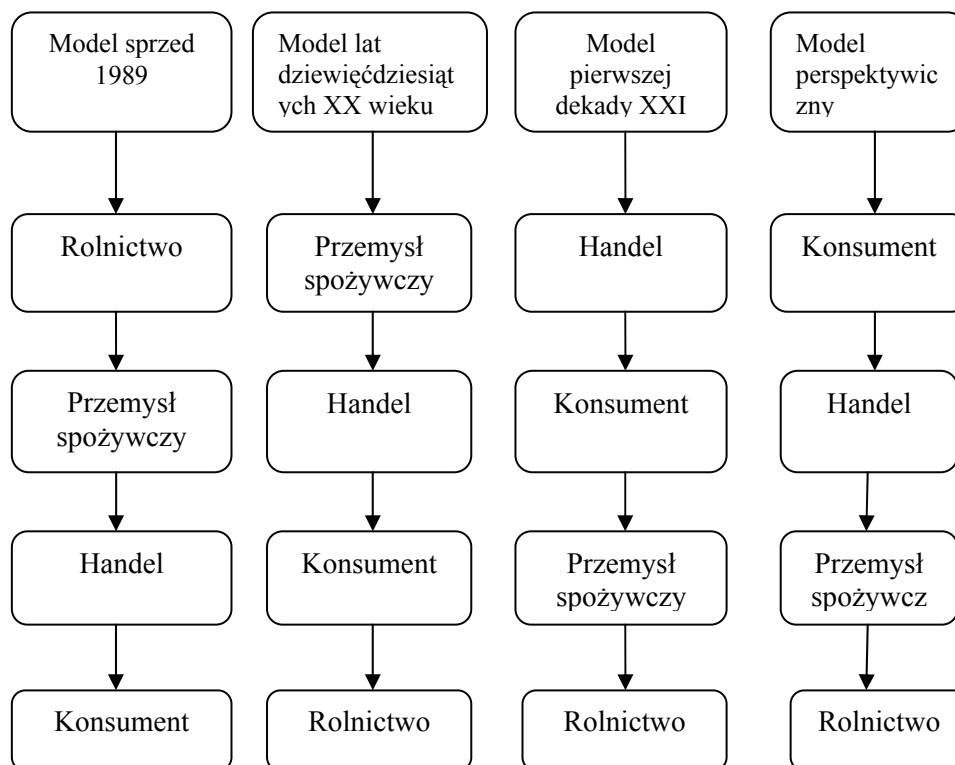 Model sprzed
1989
Model lat
dziewięćdziesiąt
ych XX wieku
Model
pierwszej
dekady XXI
Model
perspektywic
zny
Rolnictwo
Przemysł
spożywczy
Handel
Konsument
Przemysł
spożywczy
Handel
Konsument
Handel
Handel
Konsument
Przemysł
spożywczy
Przemysł
spożywcz
Konsument
Rolnictwo
Rolnictwo
Rolnictwo